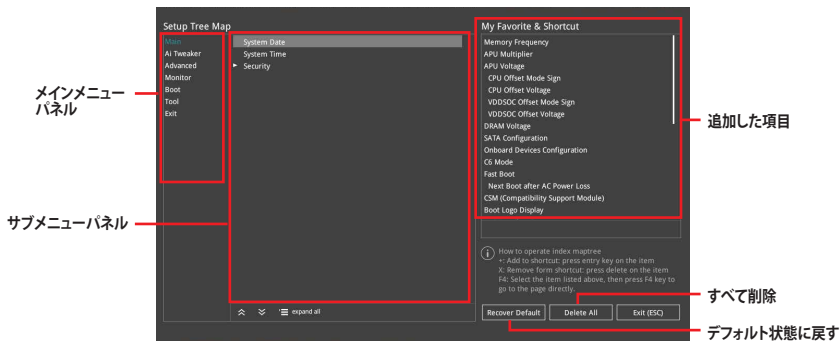 Setup Tree Map
Main
Ai Tweaker
Advanced
Monitor
Boot
Tool
Exit
System Date
System Time
Security
expand all
My Favorite & Shortcut
Memory Frequency
APU Multiplier
APU Voltage
CPU Offset Mode Sign
CPU Offset Voltage
VDDSOC Offset Mode Sign
VDDSOC Offset Voltage
DRAM Voltage
SATA Configuration
Onboard Devices Configuration
C6 Mode
Fast Boot
Next Boot after AC Power Loss
CSM (Compatibility Support Module)
Boot Logo Display
How to operate index maptree
+: Add to shortcut: press entry key on the item
X: Remove form shortcut: press delete on the item
F4: Select the item listed above, then press F4 key to
go to the page directly.
Recover Default
Delete All
Exit (ESC)
メインメニュー
パネル
サブメニューパネル
追加した項目
すべて削除
デフォルト状態に戻す